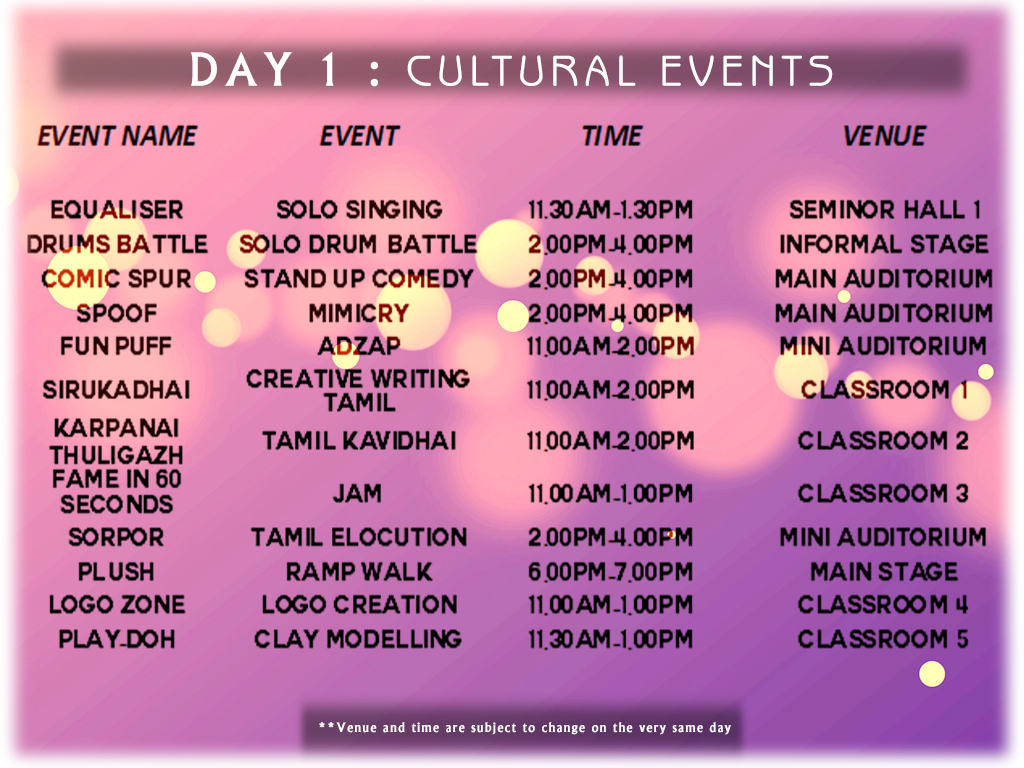 DAY 1 : CULTURAL EVENTS
EVENT NAME EVENT TIME VENUE
EQUALISER SOLO SINGING 11.30AM-1.30PM SEMINOR HALL 1
DRUMS BATTLE SOLO DRUM BATTLE 2.00PM-4.00PM INFORMAL STAGE
COMIC SPUR STAND UP COMEDY 2.00PM-4.00PM MAIN AUDITORIUM
SPOOF MIMICRY 2.00PM-4.00PM MAIN AUDITORIUM
FUN PUFF ADZAP 11.00AM-2.00PM MINI AUDITORIUM
SIRUKADHAI CREATIVE WRITING TAMIL 11.00AM-2.00PM CLASSROOM 1
KARPANAI THULIGAZH TAMIL KAVIDHAI 11.00AM-2.00PM CLASSROOM 2
FAME IN 60 SECONDS JAM 11.00AM-1.00PM CLASSROOM 3
SORPOR TAMIL ELOCUTION 2.00PM-4.00PM MINI AUDITORIUM
PLUSH RAMP WALK 6.00PM-7.00PM MAIN STAGE
LOGO ZONE LOGO CREATION 11.00AM-1.00PM CLASSROOM 4
PLAY-DOH CLAY MODELLING 11.30AM-1.00PM CLASSROOM 5
**Venue and time are subject to change on the very same day